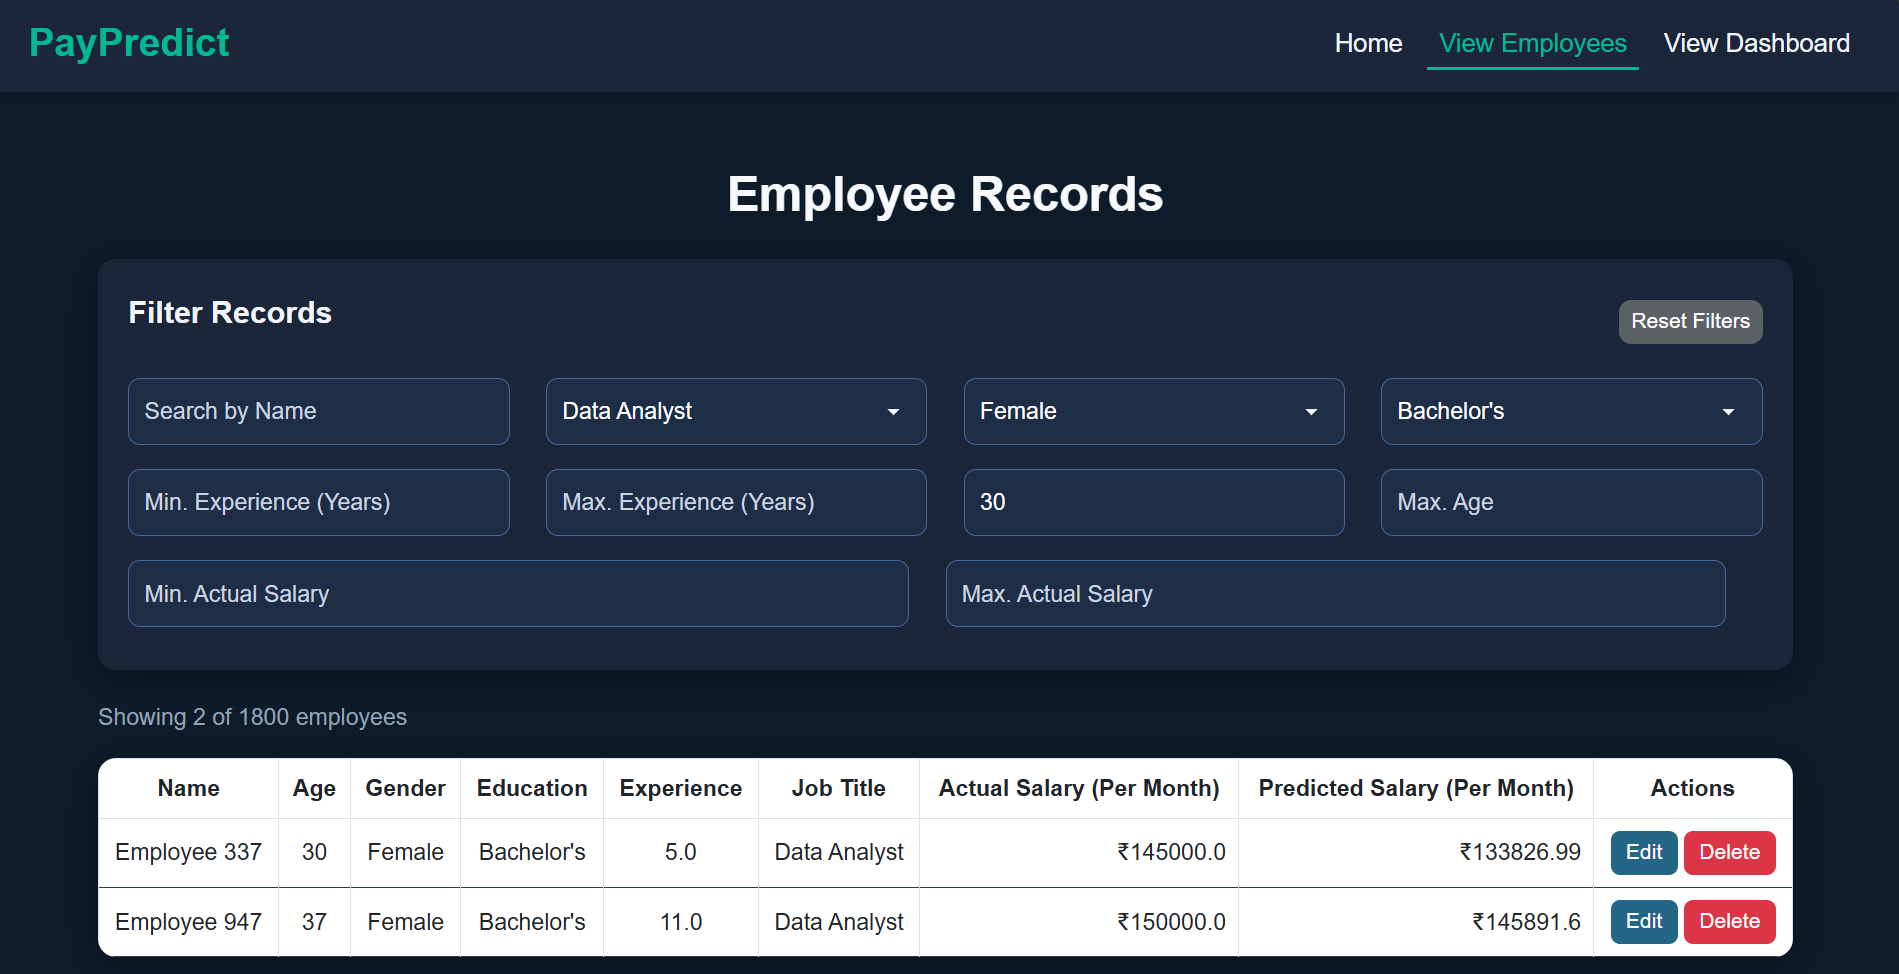 PayPredict
Home View Employees View Dashboard
Employee Records
Filter Records
Reset Filters
Search by Name Data Analyst Female Bachelor's
Min. Experience (Years) Max. Experience (Years) 30 Max. Age
Min. Actual Salary Max. Actual Salary
Showing 2 of 1800 employees
Name Age Gender Education Experience Job Title Actual Salary (Per Month) Predicted Salary (Per Month) Actions
Employee 337 30 Female Bachelor's 5.0 Data Analyst ₹145000.0 ₹133826.99 Edit Delete
Employee 947 37 Female Bachelor's 11.0 Data Analyst ₹150000.0 ₹145891.6 Edit Delete